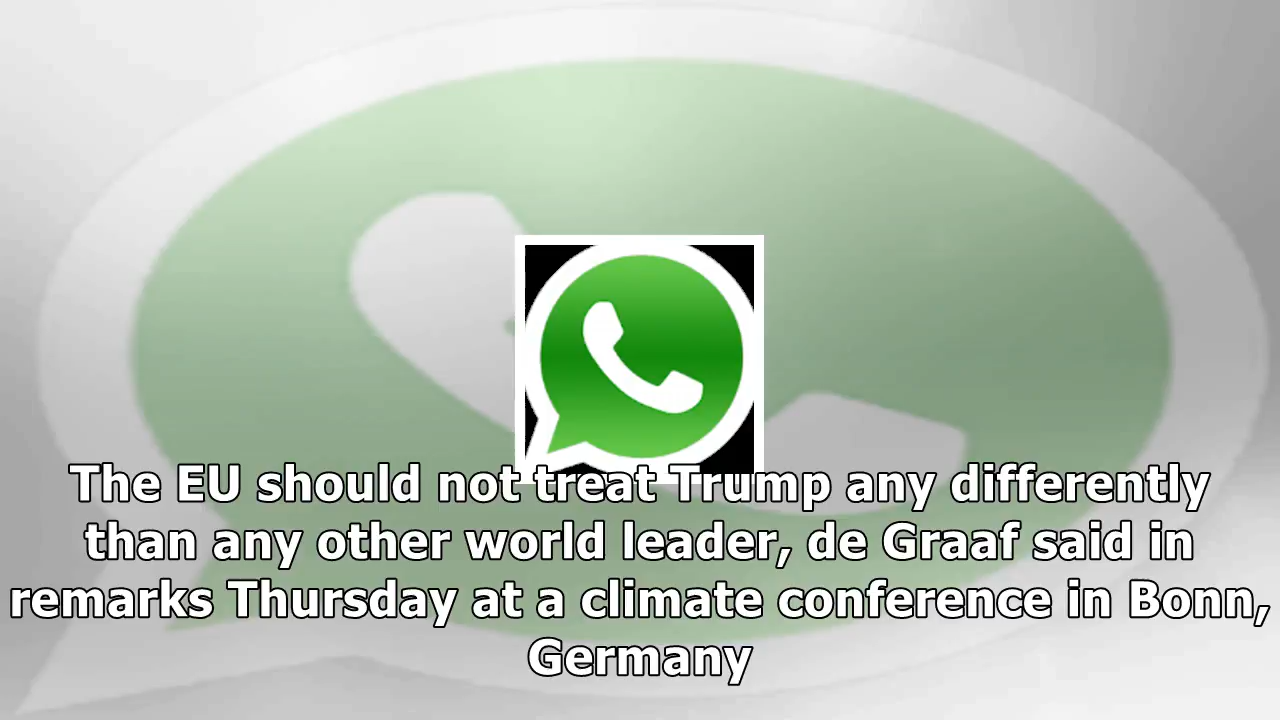 The EU should not treat Trump any differently
than any other world leader, de Graaf said in
remarks Thursday at a climate conference in Bonn,
Germany